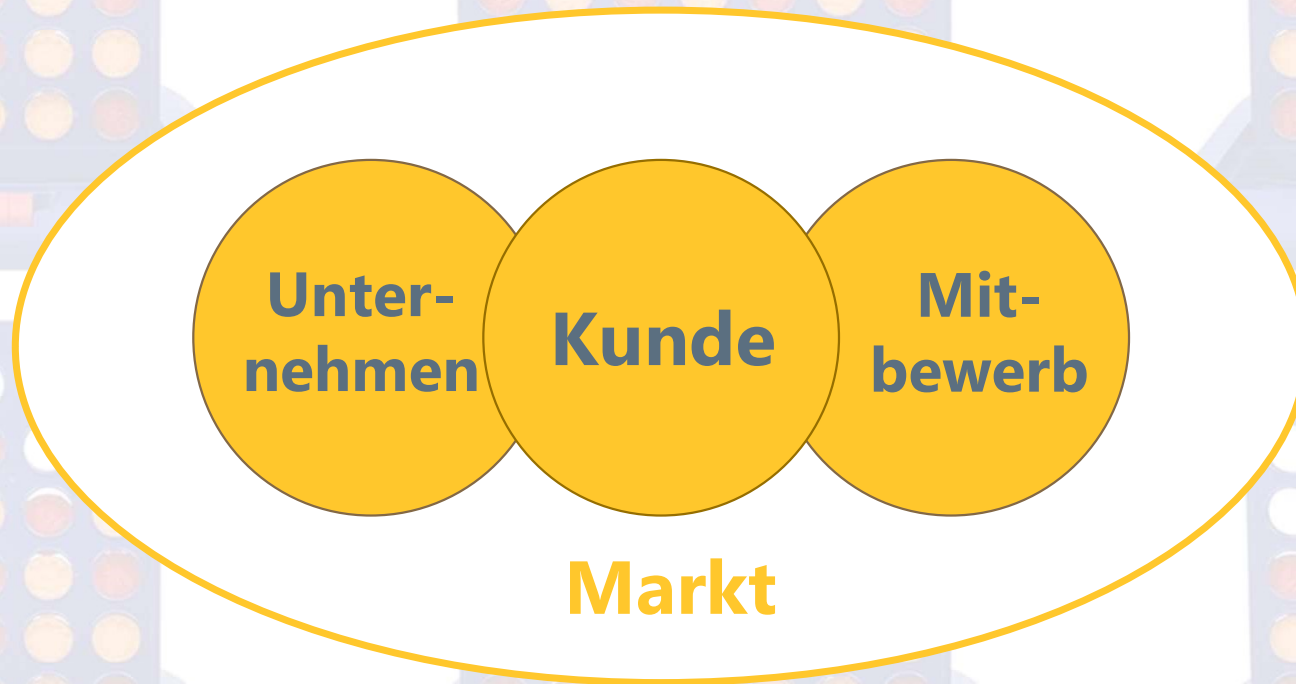 Unter-
nehmen
Kunde
Mit-
bewerb
Markt